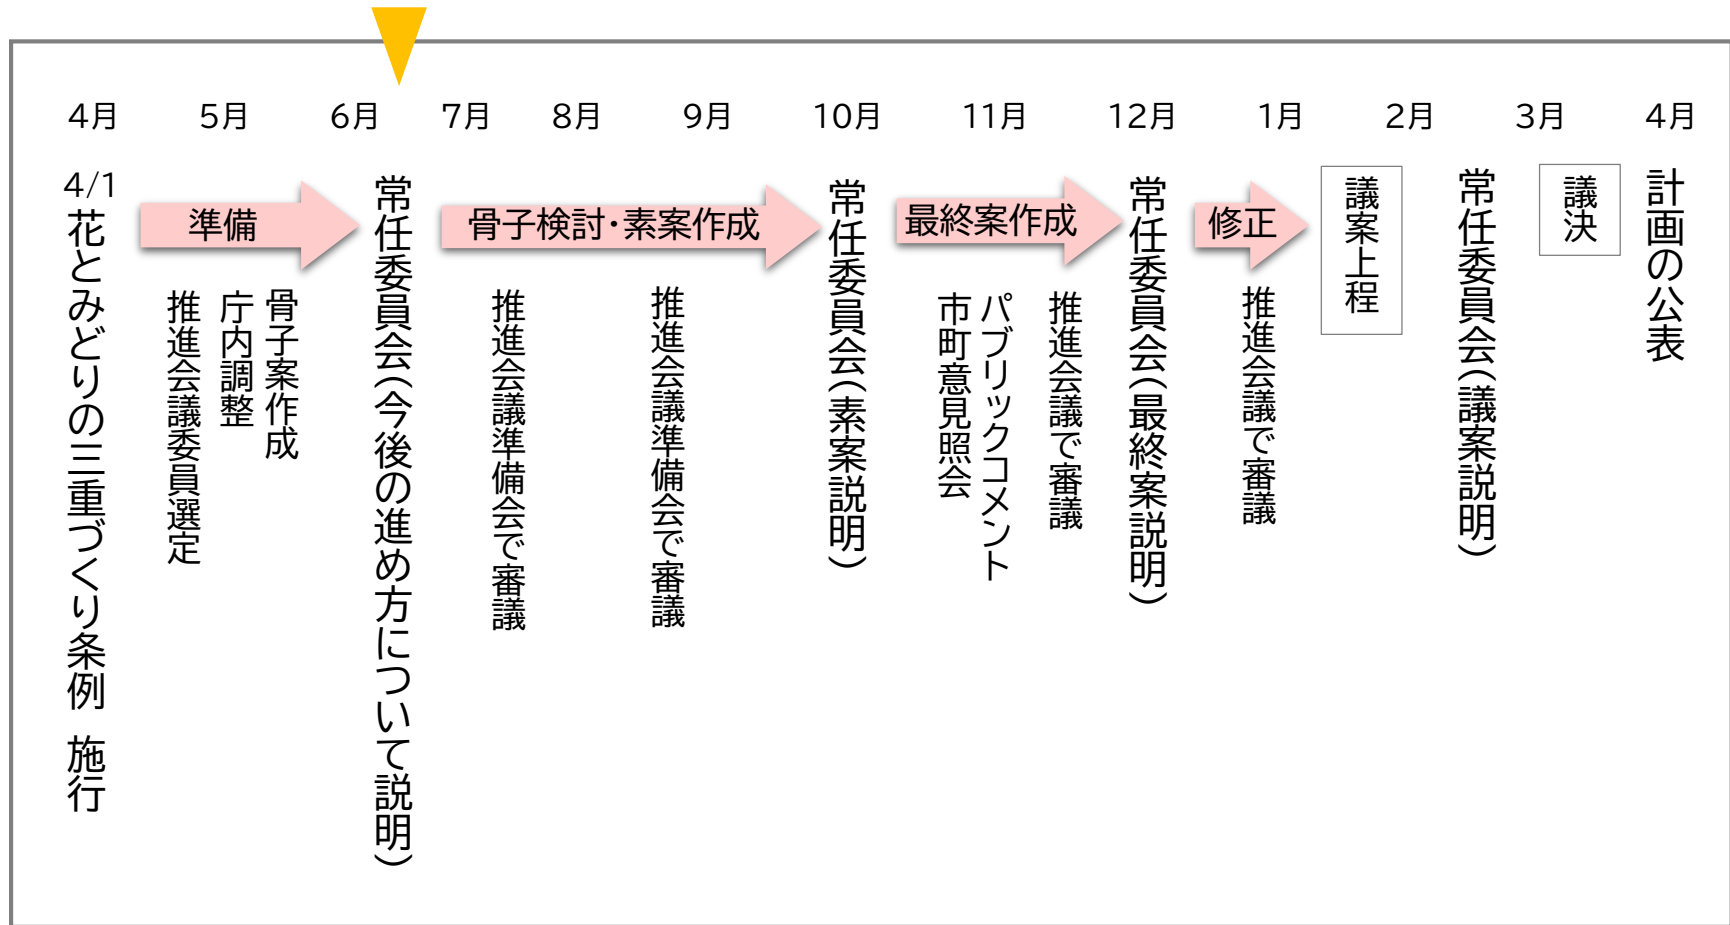 4月
5月
6月
7月
8月
9月
10月
11月
12月
1月
2月
3月
4月
4/1
花とみどりの三重づくり条例 施行
準備
推進会議委員選定
庁内調整
骨子案作成
常任委員会(今後の進め方について説明)
骨子検討・素案作成
推進会議準備会で審議
推進会議準備会で審議
常任委員会(素案説明)
最終案作成
市町意見照会
パブリックコメント
推進会議で審議
常任委員会(最終案説明)
修正
推進会議で審議
議案上程
常任委員会(議案説明)
議決
計画の公表